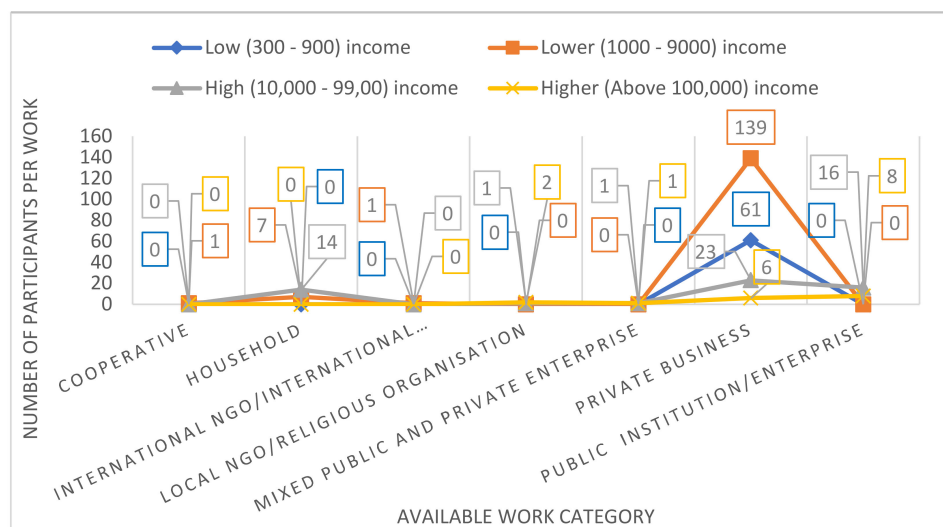 Low (300 - 900) income
Lower (1000 - 9000) income
High (10,000 - 99,00) income
Higher (Above 100,000) income
NUMBER OF PARTICIPANTS PER WORK
160
140
120
100
80
60
40
20
0
0
0
0
1
0
0
7
14
1
0
0
0
1
2
0
0
1
1
0
0
139
61
23
6
16
8
0
0
COOPERATIVE
HOUSEHOLD
INTERNATIONAL NGO/INTERNATIONAL…
LOCAL NGO/RELIGIOUS ORGANISATION
MIXED PUBLIC AND PRIVATE ENTERPRISE
PRIVATE BUSINESS
PUBLIC INSTITUTION/ENTERPRISE
AVAILABLE WORK CATEGORY